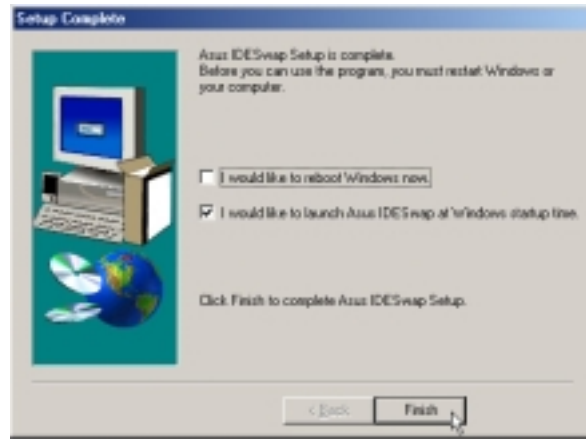 Setup Complete
Asus IDESwap Setup is complete.
Before you can use the program, you must restart Windows or
your computer.
I would like to reboot Windows now.
I would like to launch Asus IDESwap at Windows startup time.
Click Finish to complete Asus IDESwap Setup.
< Back
Finish